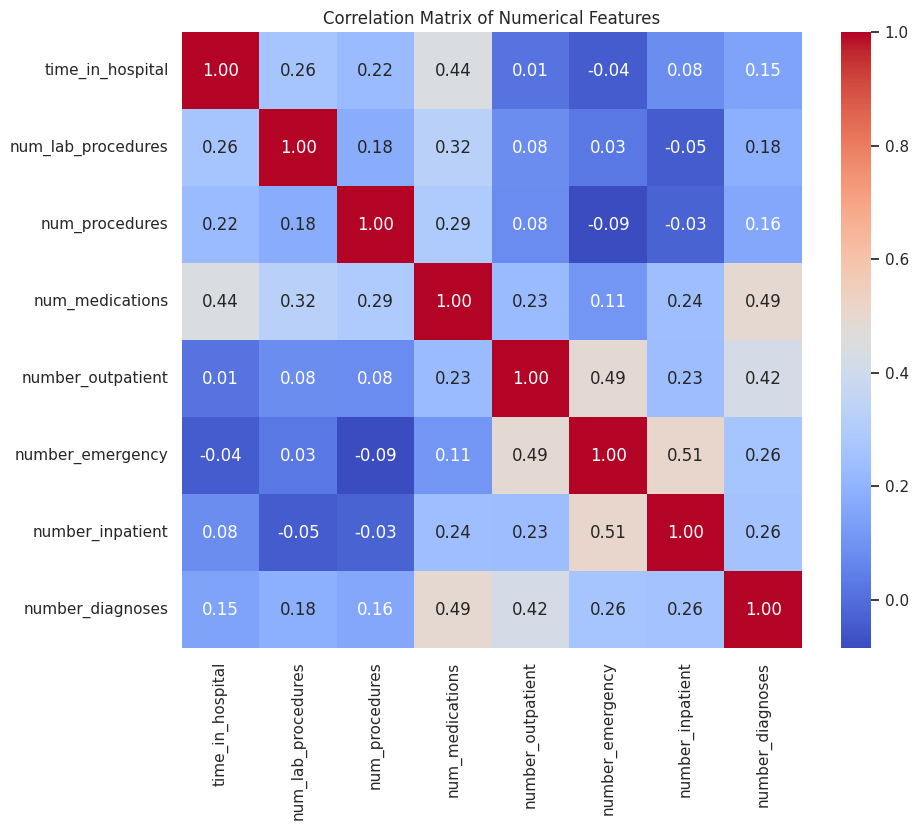 Correlation Matrix of Numerical Features
time_in_hospital 1.00 0.26 0.22 0.44 0.01 -0.04 0.08 0.15
num_lab_procedures 0.26 1.00 0.18 0.32 0.08 0.03 -0.05 0.18
num_procedures 0.22 0.18 1.00 0.29 0.08 -0.09 -0.03 0.16
num_medications 0.44 0.32 0.29 1.00 0.23 0.11 0.24 0.49
number_outpatient 0.01 0.08 0.08 0.23 1.00 0.49 0.23 0.42
number_emergency -0.04 0.03 -0.09 0.11 0.49 1.00 0.51 0.26
number_inpatient 0.08 -0.05 -0.03 0.24 0.23 0.51 1.00 0.26
number_diagnoses 0.15 0.18 0.16 0.49 0.42 0.26 0.26 1.00
time_in_hospital
num_lab_procedures
num_procedures
num_medications
number_outpatient
number_emergency
number_inpatient
number_diagnoses
1.0
0.8
0.6
0.4
0.2
0.0